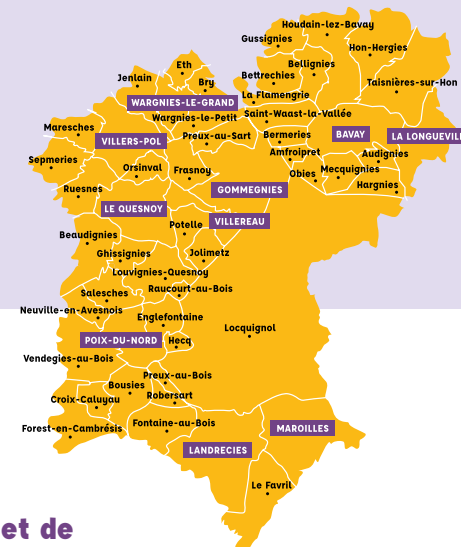 Houdain-lez-Bavay
Gussignies
Hon-Hergies
Eth
Bellignies
Jenlain
Bry
Bettrechies
Taisnières-sur-Hon
La Flamengrie
WARGNIES-LE-GRAND
Wargnies-le-Petit
Saint-Waast-la-Vallée
Maresches
Preux-au-Sart
Bermeries
BAVAY
LA LONGUEVIL
VILLERS-POL
Amfroipret
Audignies
Sepmeries
Orsinval
Frasnoy
Obies
Mecquignies
Ruesnes
GOMMEGNIES
Hargnies
LE QUESNOY
VILLEREAU
Potelle
Beaudignies
Ghissignies
Jolimetz
Louvignies-Quesnoy
Salesches
Raucourt-au-Bois
Neuville-en-Avesnois
Englefontaine
Locquignol
POIX-DU-NORD
Hecq
Vendegies-au-Bois
Preux-au-Bois
Bousies
Croix-Caluyau
Robersart
Forest-en-Cambrésis
Fontaine-au-Bois
MAROILLES
LANDRECIES
Le Favril
et de